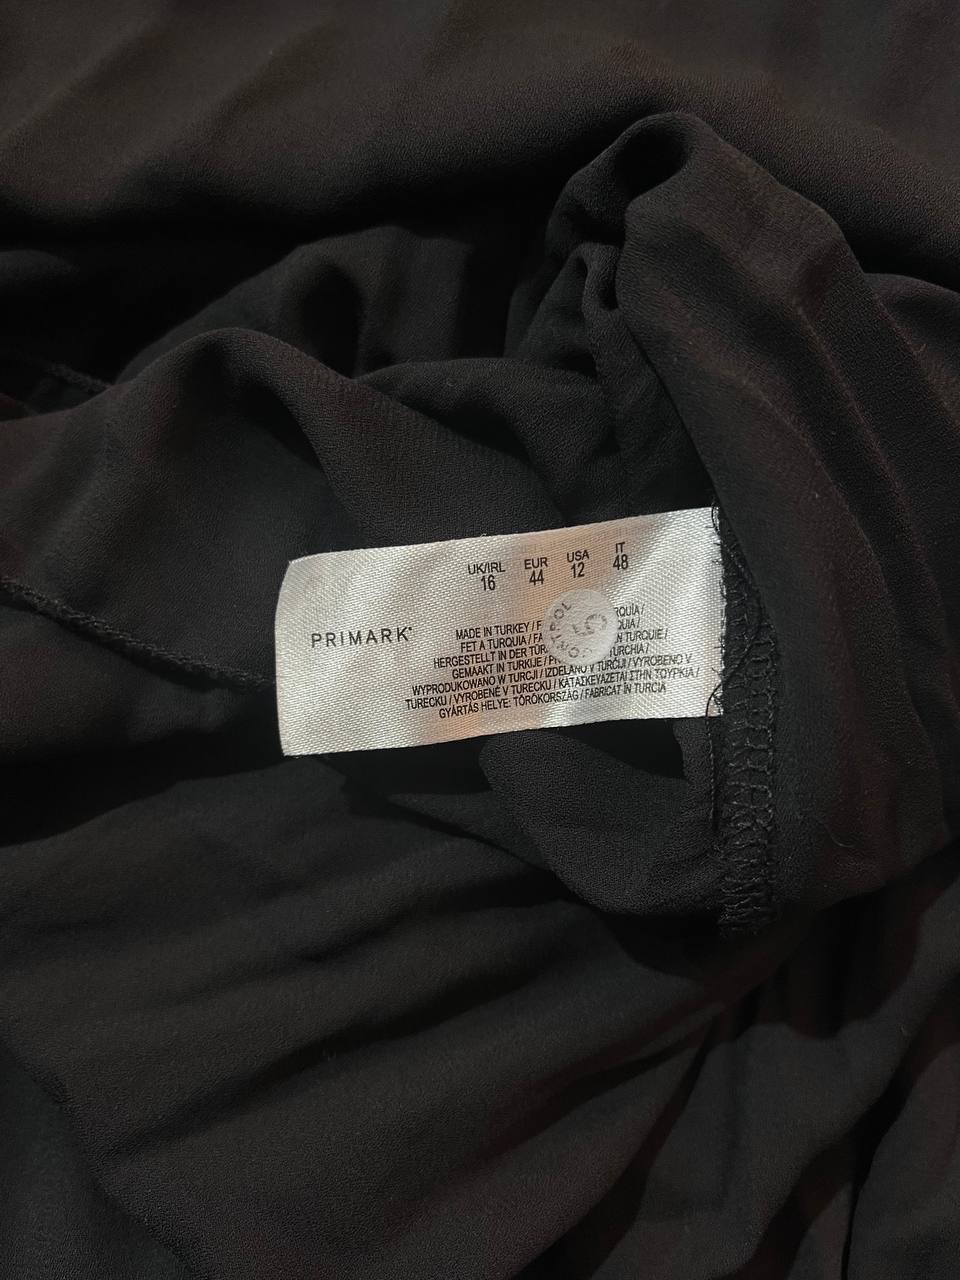 PRIMARK
UK/IRL EUR USA IT
16 44 12 48
MADE IN TURKEY /
FET A TURQUIA /
HERGESTELLT IN DER
GEMAAKT IN TURKIJE / IZDELANO V TURČIJI / VYROBENO V
WYPRODUKOWANO W TURCJI / ΚΑΤΑΣΚΕΥΑΖΕΤΑΙ ΣΤΗΝ ΤΟΥΡΚΙΑ /
TURECKU / VYROBENÉ V TURECKU /
GYÁRTÁS HELYE: TÖRÖKORSZÁG / FABRICAT ÎN TURCIA
CONTROL